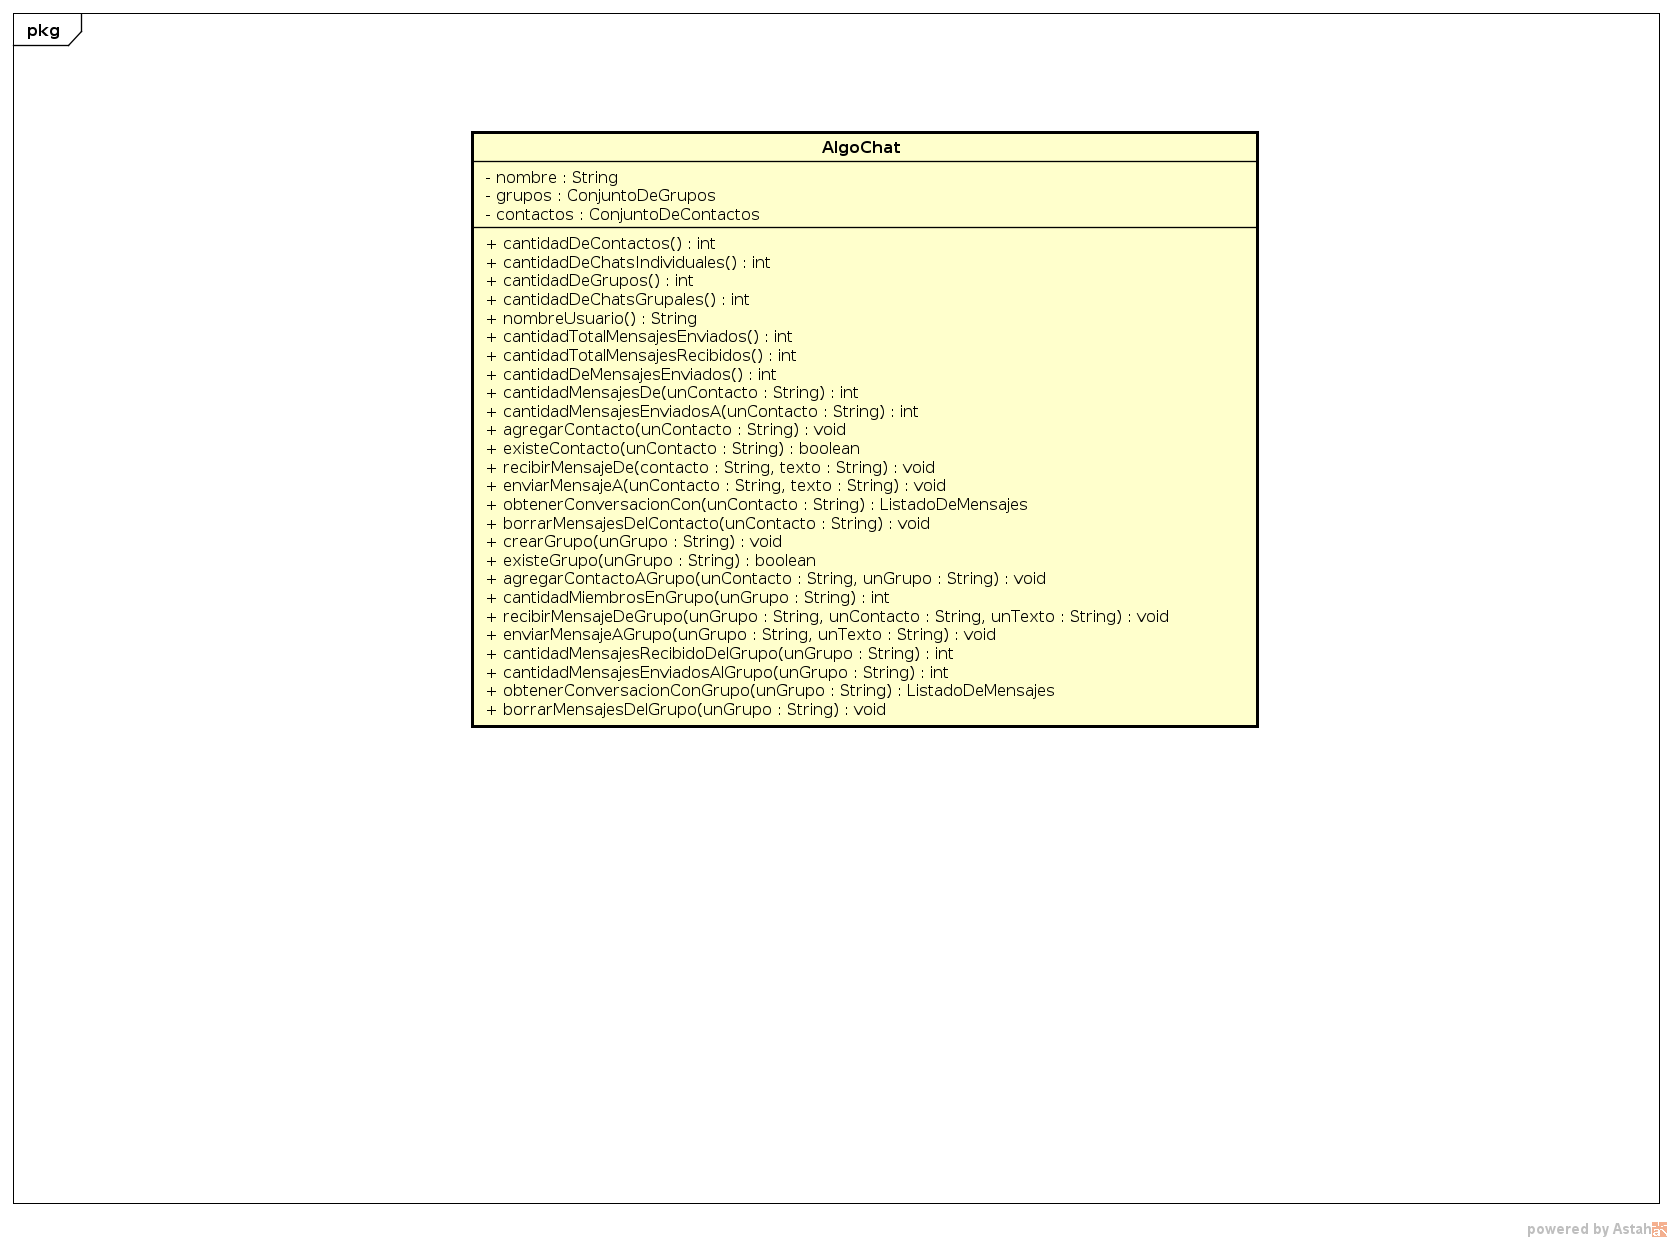 pkg
AlgoChat
- nombre : String
- grupos : ConjuntoDeGrupos
- contactos : ConjuntoDeContactos
+ cantidadDeContactos() : int
+ cantidadDeChatsIndividuales() : int
+ cantidadDeGrupos() : int
+ cantidadDeChatsGrupales() : int
+ nombreUsuario() : String
+ cantidadTotalMensajesEnviados() : int
+ cantidadTotalMensajesRecibidos() : int
+ cantidadDeMensajesEnviados() : int
+ cantidadMensajesDe(unContacto : String) : int
+ cantidadMensajesEnviadosA(unContacto : String) : int
+ agregarContacto(unContacto : String) : void
+ existeContacto(unContacto : String) : boolean
+ recibirMensajeDe(contacto : String, texto : String) : void
+ enviarMensajeA(unContacto : String, texto : String) : void
+ obtenerConversacionCon(unContacto : String) : ListadoDeMensajes
+ borrarMensajesDelContacto(unContacto : String) : void
+ crearGrupo(unGrupo : String) : void
+ existeGrupo(unGrupo : String) : boolean
+ agregarContactoAGrupo(unContacto : String, unGrupo : String) : void
+ cantidadMiembrosEnGrupo(unGrupo : String) : int
+ recibirMensajeDeGrupo(unGrupo : String, unContacto : String, unTexto : String) : void
+ enviarMensajeAGrupo(unGrupo : String, unTexto : String) : void
+ cantidadMensajesRecibidoDelGrupo(unGrupo : String) : int
+ cantidadMensajesEnviadosAlGrupo(unGrupo : String) : int
+ obtenerConversacionConGrupo(unGrupo : String) : ListadoDeMensajes
+ borrarMensajesDelGrupo(unGrupo : String) : void
powered by Astah